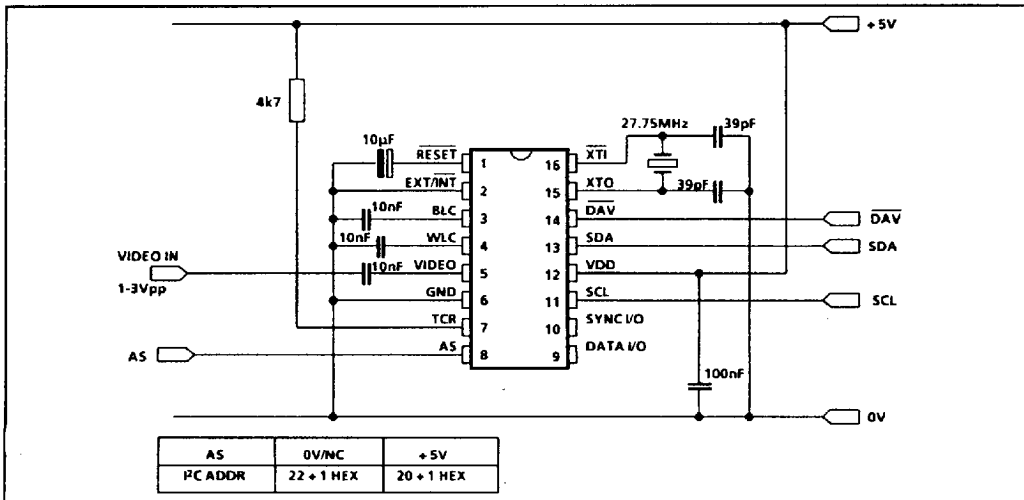 +5V
4k7
10µF
RESET
1
EXT/INT
2
10nF
BLC
3
10nF
WLC
4
VIDEO IN
1-3Vpp
10nF
VIDEO
5
GND
6
TCR
7
AS
AS
8
27.75MHz
39pF
16
XTI
15
XTO
39pF
14
DAV
DAV
13
SDA
SDA
12
VDD
11
SCL
SCL
10
SYNC I/O
9
DATA I/O
100nF
0V
AS 0V/NC +5V
I²C ADDR 22 + 1 HEX 20 + 1 HEX